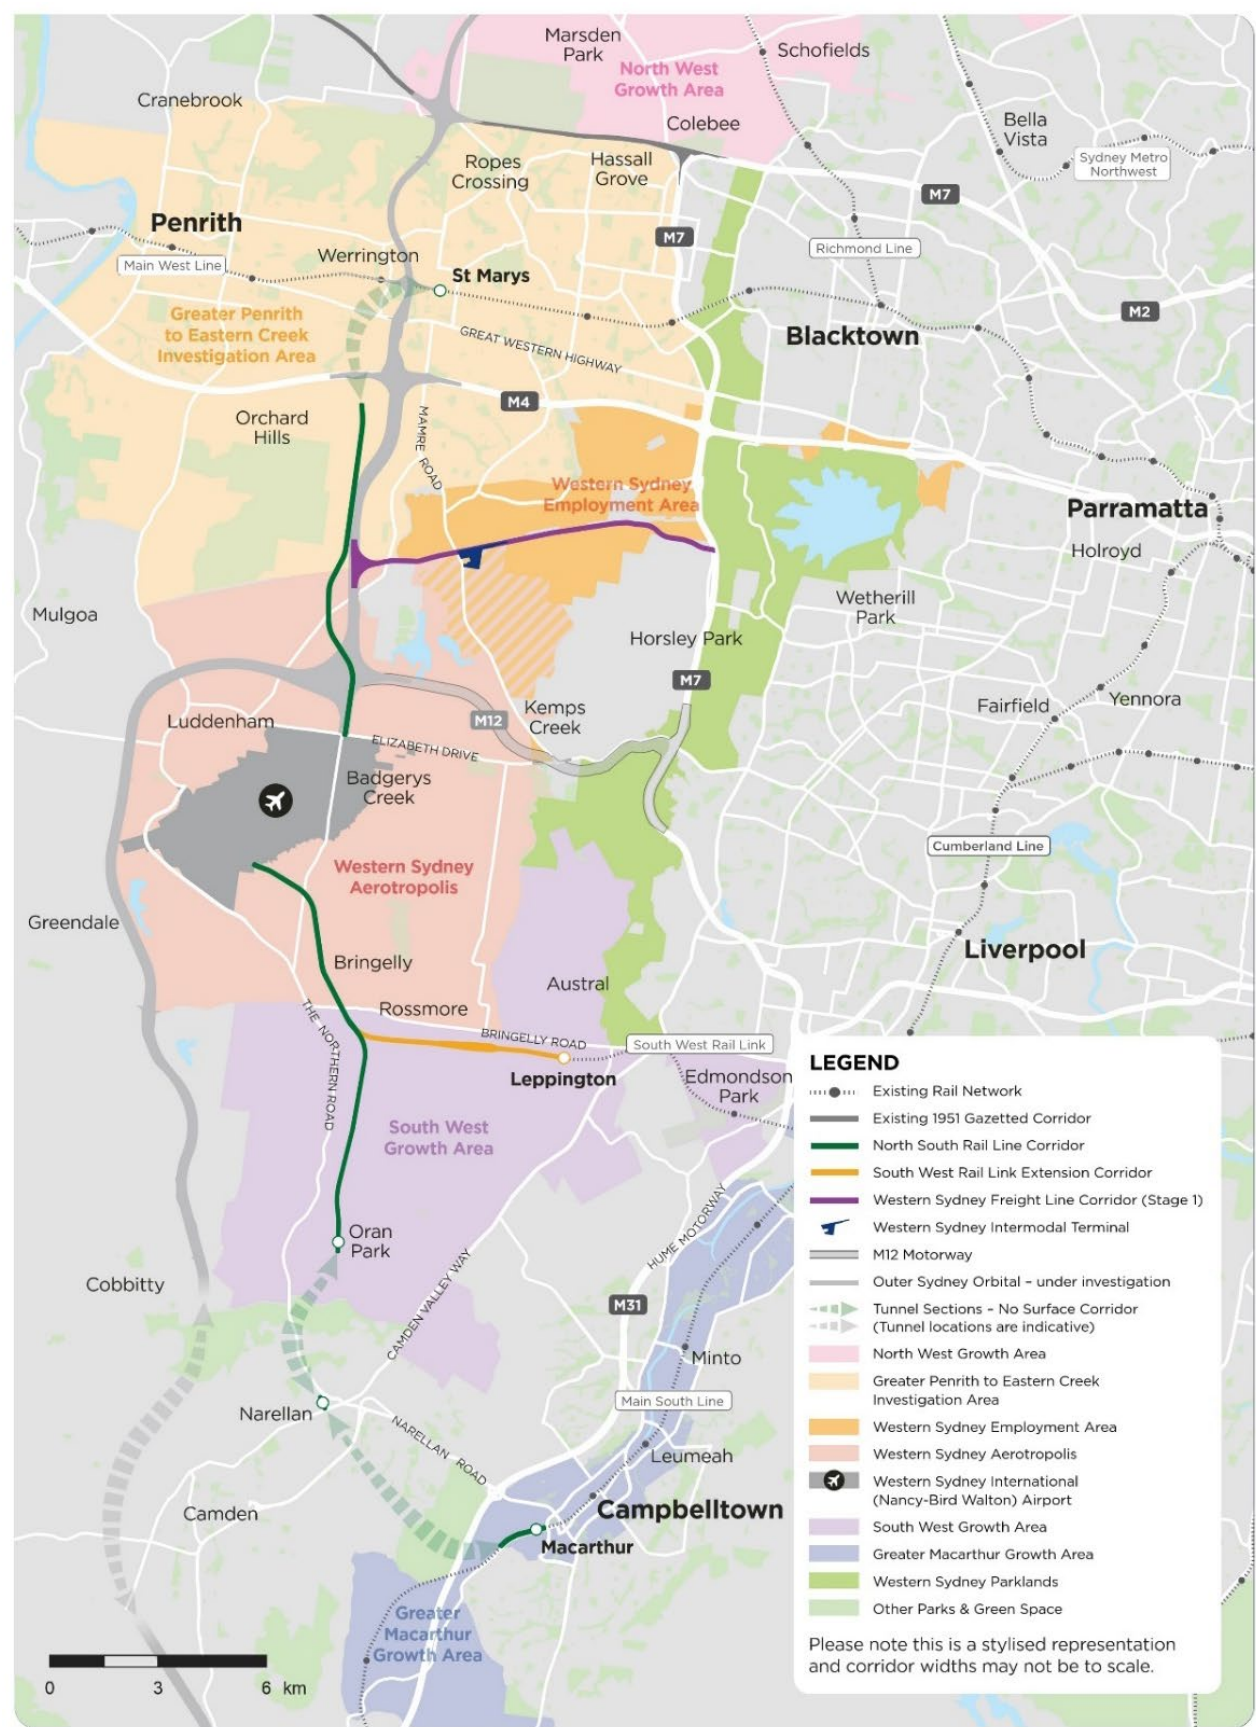 Marsden
Park
Schofields
North West
Growth Area
Cranebrook
Colebee
Bella
Vista
Ropes
Crossing
Hassall
Grove
Sydney Metro
Northwest
M7
Penrith
M7
Richmond Line
Werrington
Main West Line
St Marys
M2
Greater Penrith
to Eastern Creek
Investigation Area
GREAT WESTERN HIGHWAY
Blacktown
M4
Orchard
Hills
MAMRE ROAD
Western Sydney
Employment Area
Parramatta
Holroyd
Mulgoa
Wetherill
Park
Horsley Park
M7
Fairfield
Yennora
Luddenham
M12
Kemps
Creek
ELIZABETH DRIVE
Badgerys
Creek
Cumberland Line
Western Sydney
Aerotropolis
Greendale
Liverpool
Bringelly
Austral
Rossmore
THE NORTHERN ROAD
BRINGELLY ROAD
South West Rail Link
Leppington
Edmondson
Park
South West
Growth Area
Oran
Park
HUME MOTORWAY
Cobbitty
CAMDEN VALLEY WAY
M31
Minto
Main South Line
Narellan
NARELLAN ROAD
Leumeah
Camden
Campbelltown
Macarthur
Greater
Macarthur
Growth Area
0 3 6 km
LEGEND
Existing Rail Network
Existing 1951 Gazetted Corridor
North South Rail Line Corridor
South West Rail Link Extension Corridor
Western Sydney Freight Line Corridor (Stage 1)
Western Sydney Intermodal Terminal
M12 Motorway
Outer Sydney Orbital – under investigation
Tunnel Sections – No Surface Corridor
(Tunnel locations are indicative)
North West Growth Area
Greater Penrith to Eastern Creek
Investigation Area
Western Sydney Employment Area
Western Sydney Aerotropolis
Western Sydney International
(Nancy-Bird Walton) Airport
South West Growth Area
Greater Macarthur Growth Area
Western Sydney Parklands
Other Parks & Green Space
Please note this is a stylised representation
and corridor widths may not be to scale.